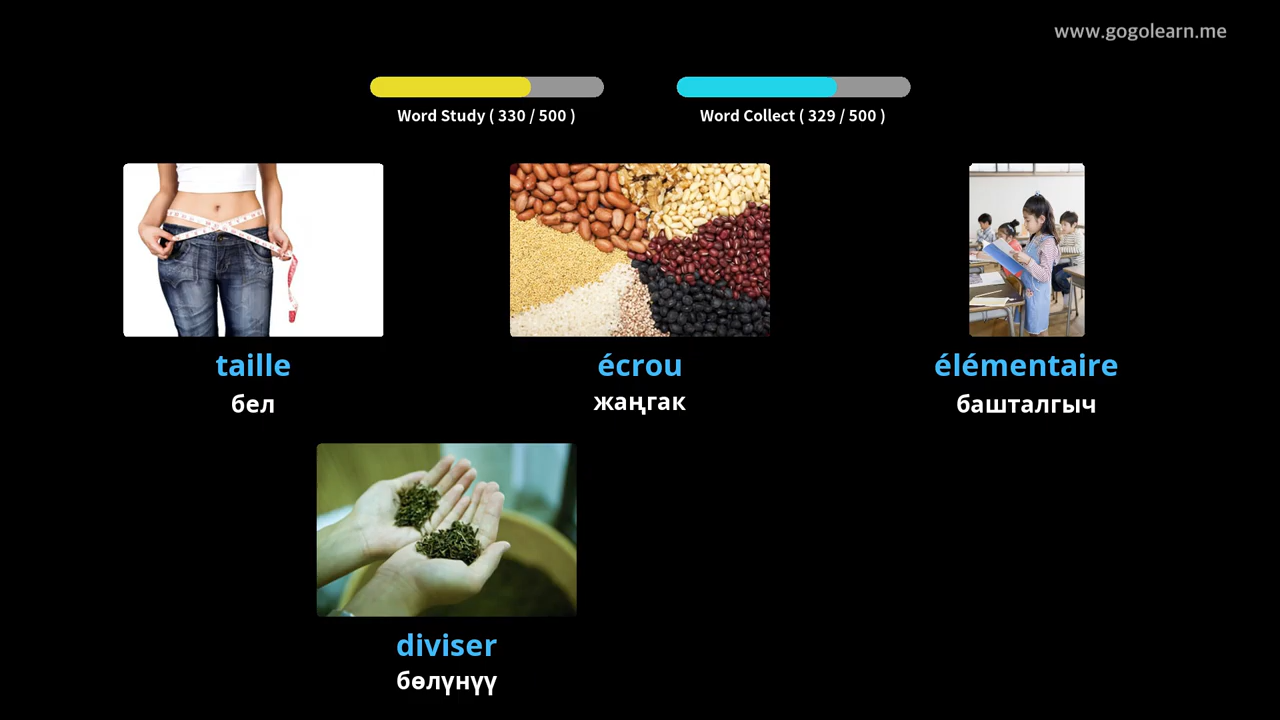 www.gogolearn.me
Word Study ( 330 / 500 )
Word Collect ( 329 / 500 )
taille
бел
écrou
жаңгак
élémentaire
башталгыч
diviser
бөлүнүү